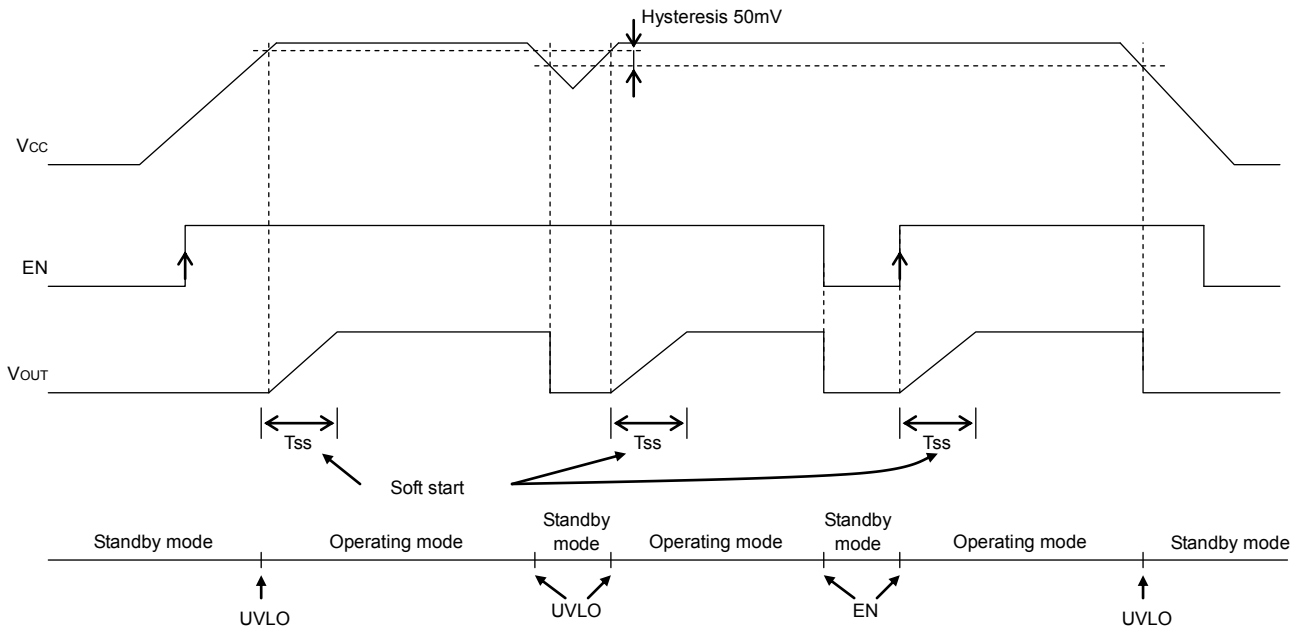 Hysteresis 50mV
VCC
EN
VOUT
Tss
Tss
Tss
Soft start
Standby mode
Operating mode
Standby
mode
Operating mode
Standby
mode
Operating mode
Standby mode
UVLO
UVLO
EN
UVLO